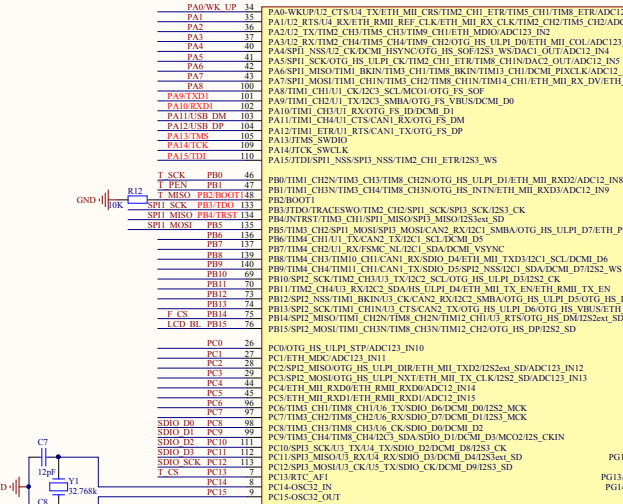 PA0/WK_UP 34 PA0-WKUP/U2_CTS/U4_TX/ETH_MII_CRS/TIM2_CH1_ETR/TIM5_CH1/TIM8_ETR/ADC12
PA1 35 PA1/U2_RTS/U4_RX/ETH_RMII_REF_CLK/ETH_MII_RX_CLK/TIM2_CH2/TIM5_CH2/ADC
PA2 36 PA2/U2_TX/TIM2_CH3/TIM5_CH3/TIM9_CH1/ETH_MDIO/ADC123_IN2
PA3 37 PA3/U2_RX/TIM2_CH4/TIM5_CH4/TIM9_CH2/OTG_HS_ULPI_D0/ETH_MII_COL/ADC123
PA4 40 PA4/SPI1_NSS/U2_CK/DCMI_HSYNC/OTG_HS_SOF/I2S3_WS/DAC1_OUT/ADC12_IN4
PA5 41 PA5/SPI1_SCK/OTG_HS_ULPI_CK/TIM2_CH1_ETR/TIM8_CH1N/DAC2_OUT/ADC12_IN5
PA6 42 PA6/SPI1_MISO/TIM1_BKIN/TIM3_CH1/TIM8_BKIN/TIM13_CH1/DCMI_PIXCLK/ADC12
PA7 43 PA7/SPI1_MOSI/TIM1_CH1N/TIM3_CH2/TIM8_CH1N/TIM14_CH1/ETH_MII_RX_DV/ETH
PA8 100 PA8/TIM1_CH1/U1_CK/I2C3_SCL/MCO1/OTG_FS_SOF
PA9/TXD1 101 PA9/TIM1_CH2/U1_TX/I2C3_SMBA/OTG_FS_VBUS/DCMI_D0
PA10/RXD1 102 PA10/TIM1_CH3/U1_RX/OTG_FS_ID/DCMI_D1
PA11/USB_DM 103 PA11/TIM1_CH4/U1_CTS/CAN1_RX/OTG_FS_DM
PA12/USB_DP 104 PA12/TIM1_ETR/U1_RTS/CAN1_TX/OTG_FS_DP
PA13/TMS 105 PA13/JTMS_SWDIO
PA14/TCK 109 PA14/JTCK_SWCLK
PA15/TDI 110 PA15/JTDI/SPI1_NSS/SPI3_NSS/TIM2_CH1_ETR/I2S3_WS
T_SCK PB0 46 PB0/TIM1_CH2N/TIM3_CH3/TIM8_CH2N/OTG_HS_ULPI_D1/ETH_MII_RXD2/ADC12_IN8
T_PEN PB1 47 PB1/TIM1_CH3N/TIM3_CH4/TIM8_CH3N/OTG_HS_INTN/ETH_MII_RXD3/ADC12_IN9
GND R12 10K T_MISO PB2/BOOT1 48 PB2/BOOT1
SPI1_SCK PB3/TDO 133 PB3/JTDO/TRACESWO/TIM2_CH2/SPI1_SCK/SPI3_SCK/I2S3_CK
SPI1_MISO PB4/TRST 134 PB4/JNTRST/TIM3_CH1/SPI1_MISO/SPI3_MISO/I2S3ext_SD
SPI1_MOSI PB5 135 PB5/TIM3_CH2/SPI1_MOSI/SPI3_MOSI/CAN2_RX/I2C1_SMBA/OTG_HS_ULPI_D7/ETH_P
PB6 136 PB6/TIM4_CH1/U1_TX/CAN2_TX/I2C1_SCL/DCMI_D5
PB7 137 PB7/TIM4_CH2/U1_RX/FSMC_NL/I2C1_SDA/DCMI_VSYNC
PB8 139 PB8/TIM4_CH3/TIM10_CH1/CAN1_RX/SDIO_D4/ETH_MII_TXD3/I2C1_SCL/DCMI_D6
PB9 140 PB9/TIM4_CH4/TIM11_CH1/CAN1_TX/SDIO_D5/SPI2_NSS/I2C1_SDA/DCMI_D7/I2S2_WS
PB10 69 PB10/SPI2_SCK/TIM2_CH3/U3_TX/I2C2_SCL/OTG_HS_ULPI_D3/I2S2_CK
PB11 70 PB11/TIM2_CH4/U3_RX/I2C2_SDA/HS_ULPI_D4/ETH_MII_TX_EN/ETH_RMII_TX_EN
PB12 73 PB12/SPI2_NSS/TIM1_BKIN/U3_CK/CAN2_RX/I2C2_SMBA/OTG_HS_ULPI_D5/OTG_HS_I
PB13 74 PB13/SPI2_SCK/TIM1_CH1N/U3_CTS/CAN2_TX/OTG_HS_ULPI_D6/OTG_HS_VBUS/ETH
F_CS PB14 75 PB14/SPI2_MISO/TIM1_CH2N/TIM8_CH2N/TIM12_CH1/U3_RTS/OTG_HS_DM/I2S2ext_SD
LCD_BL PB15 76 PB15/SPI2_MOSI/TIM1_CH3N/TIM8_CH3N/TIM12_CH2/OTG_HS_DP/I2S2_SD
PC0 26 PC0/OTG_HS_ULPI_STP/ADC123_IN10
PC1 27 PC1/ETH_MDC/ADC123_IN11
PC2 28 PC2/SPI2_MISO/OTG_HS_ULPI_DIR/ETH_MII_TXD2/I2S2ext_SD/ADC123_IN12
PC3 29 PC3/SPI2_MOSI/OTG_HS_ULPI_NXT/ETH_MII_TX_CLK/I2S2_SD/ADC123_IN13
PC4 44 PC4/ETH_MII_RXD0/ETH_RMII_RXD0/ADC12_IN14
PC5 45 PC5/ETH_MII_RXD1/ETH_RMII_RXD1/ADC12_IN15
PC6 96 PC6/TIM3_CH1/TIM8_CH1/U6_TX/SDIO_D6/DCMI_D0/I2S2_MCK
PC7 97 PC7/TIM3_CH2/TIM8_CH2/U6_RX/SDIO_D7/DCMI_D1/I2S3_MCK
SDIO_D0 PC8 98 PC8/TIM3_CH3/TIM8_CH3/U6_CK/SDIO_D0/DCMI_D2
SDIO_D1 PC9 99 PC9/TIM3_CH4/TIM8_CH4/I2C3_SDA/SDIO_D1/DCMI_D3/MCO2/I2S_CKIN
SDIO_D2 PC10 111 PC10/SPI3_SCK/U3_TX/U4_TX/SDIO_D2/DCMI_D8/I2S3_CK
SDIO_D3 PC11 112 PC11/SPI3_MISO/U3_RX/U4_RX/SDIO_D3/DCMI_D4/I2S3ext_SD PG1
SDIO_SCK PC12 113 PC12/SPI3_MOSI/U3_CK/U5_TX/SDIO_CK/DCMI_D9/I2S3_SD
T_CS PC13 7 PC13/RTC_AF1 PG13/
PC14 8 PC14-OSC32_IN PG14
PC15 9 PC15-OSC32_OUT
C7
12pF
D Y1
32.768k
C8